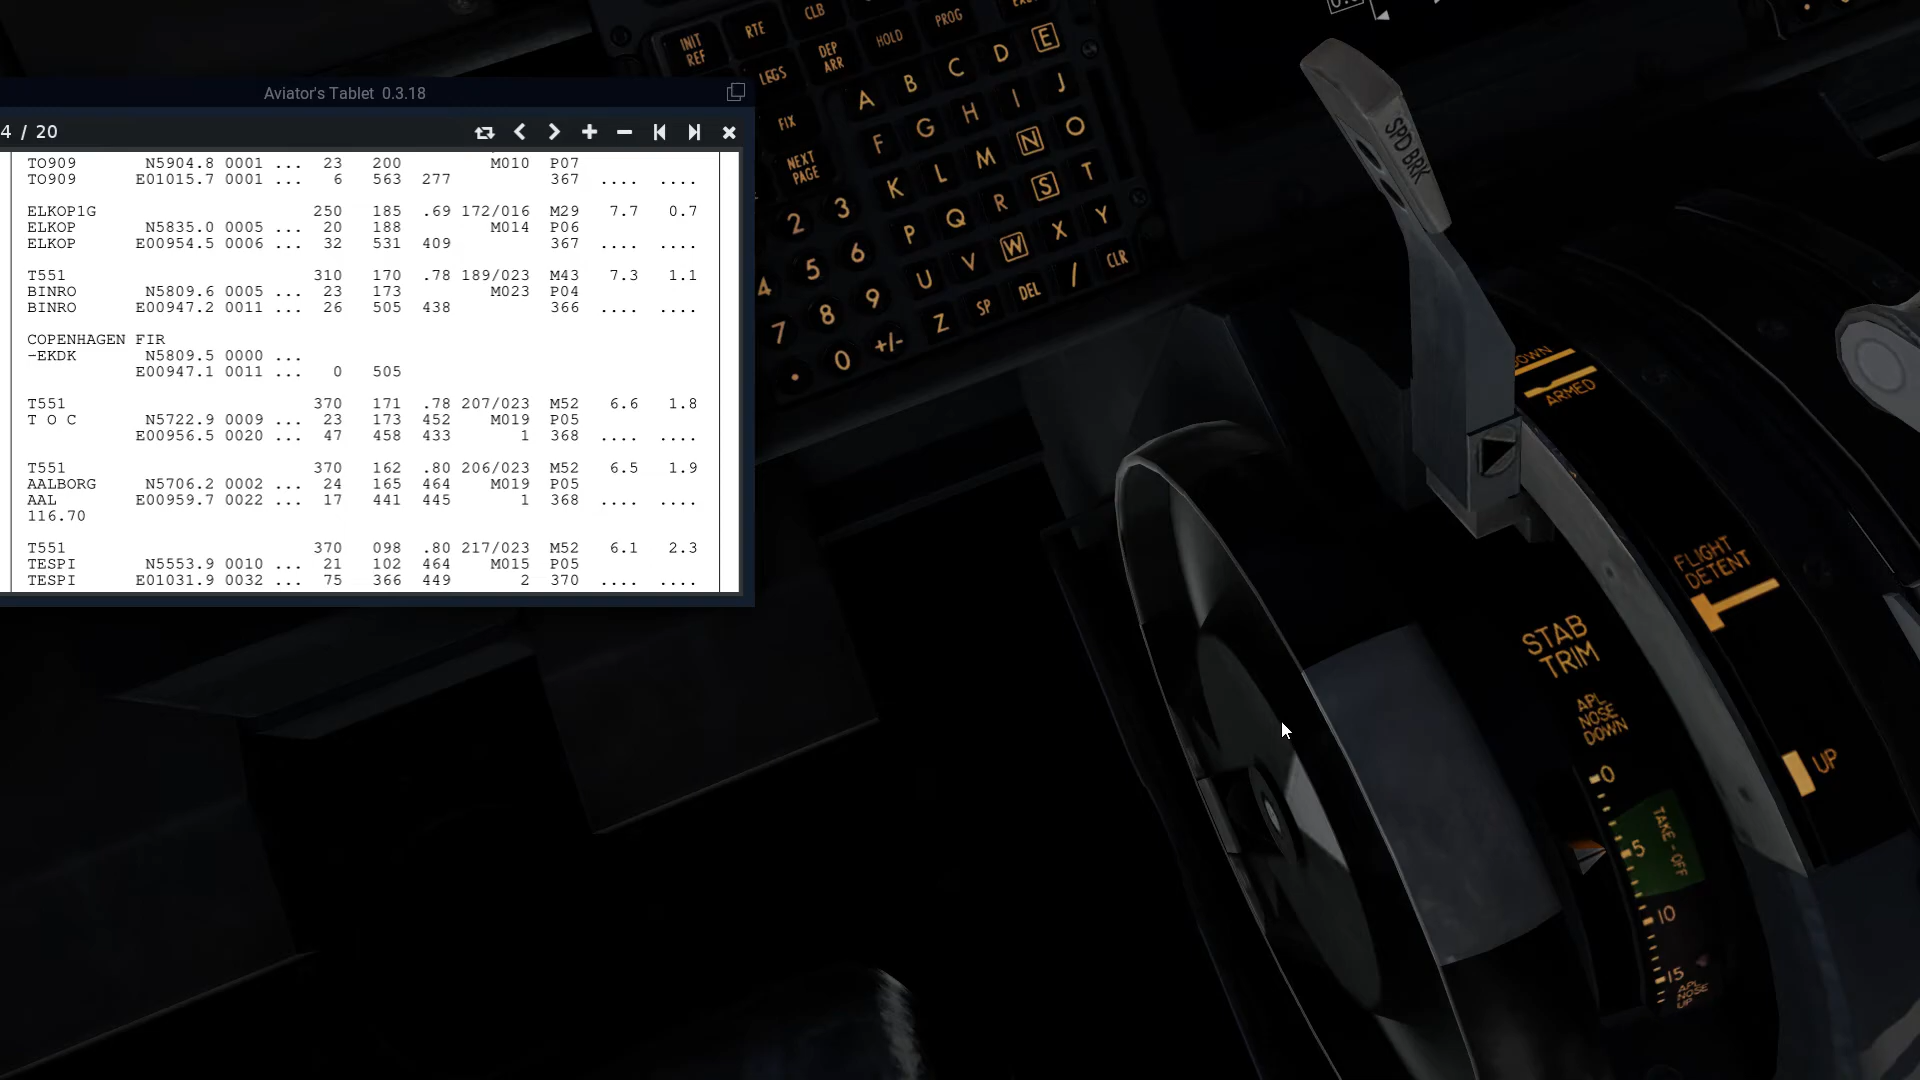 Aviator's Tablet 0.3.18
4 / 20
TO909 N5904.8 0001 ... 23 200 M010 P07
TO909 E01015.7 0001 ... 6 563 277 367 .... ....
ELKOP1G 250 185 .69 172/016 M29 7.7 0.7
ELKOP N5835.0 0005 ... 20 188 M014 P06
ELKOP E00954.5 0006 ... 32 531 409 367 .... ....
T551 310 170 .78 189/023 M43 7.3 1.1
BINRO N5809.6 0005 ... 23 173 M023 P04
BINRO E00947.2 0011 ... 26 505 438 366 .... ....
COPENHAGEN FIR
-EKDK N5809.5 0000 ...
E00947.1 0011 ... 0 505
T551 370 171 .78 207/023 M52 6.6 1.8
T O C N5722.9 0009 ... 23 173 452 M019 P05
E00956.5 0020 ... 47 458 433 1 368 .... ....
T551 370 162 .80 206/023 M52 6.5 1.9
AALBORG N5706.2 0002 ... 24 165 464 M019 P05
AAL E00959.7 0022 ... 17 441 445 1 368 .... ....
116.70
T551 370 098 .80 217/023 M52 6.1 2.3
TESPI N5553.9 0010 ... 21 102 464 M015 P05
TESPI E01031.9 0032 ... 75 366 449 2 370 .... ....
INIT REF
RTE
CLB
LEGS
DEP ARR
HOLD
PROG
FIX
NEXT PAGE
A B C D E
F G H I J
K L M N O
P Q R S T
U V W X Y
Z SP DEL / CLR
2 3
4 5 6
7 8 9
. 0 +/-
SPD BRK
DOWN
ARMED
FLIGHT
DETENT
UP
STAB
TRIM
APL
NOSE
DOWN
0
5
10
15
TAKE - OFF
APL
NOSE
UP